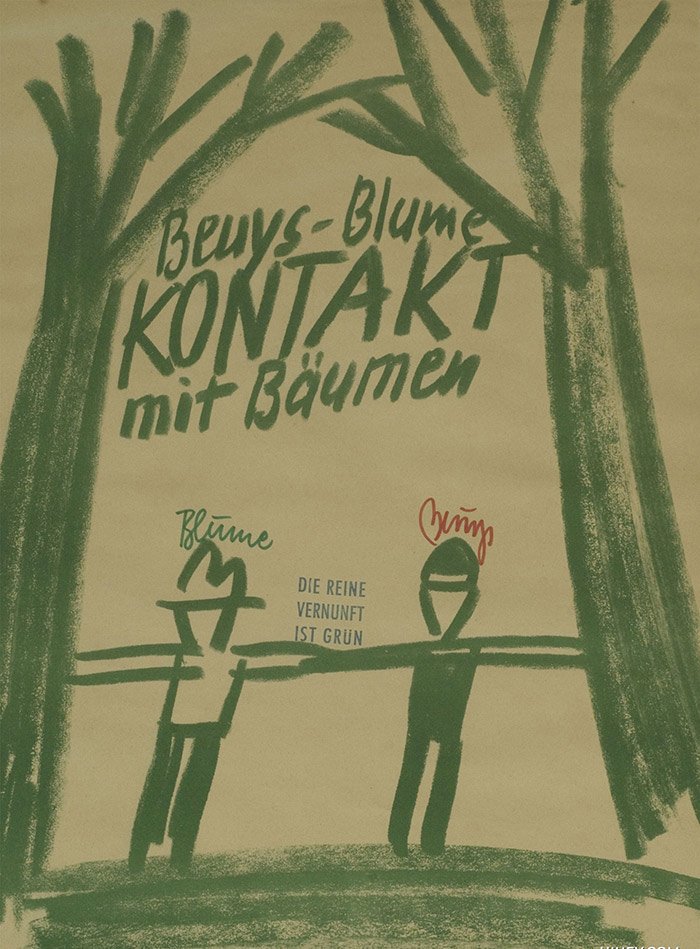 Beuys-Blume
KONTAKT
mit Bäumen
Blume
Beuys
DIE REINE
VERNUNFT
IST GRÜN